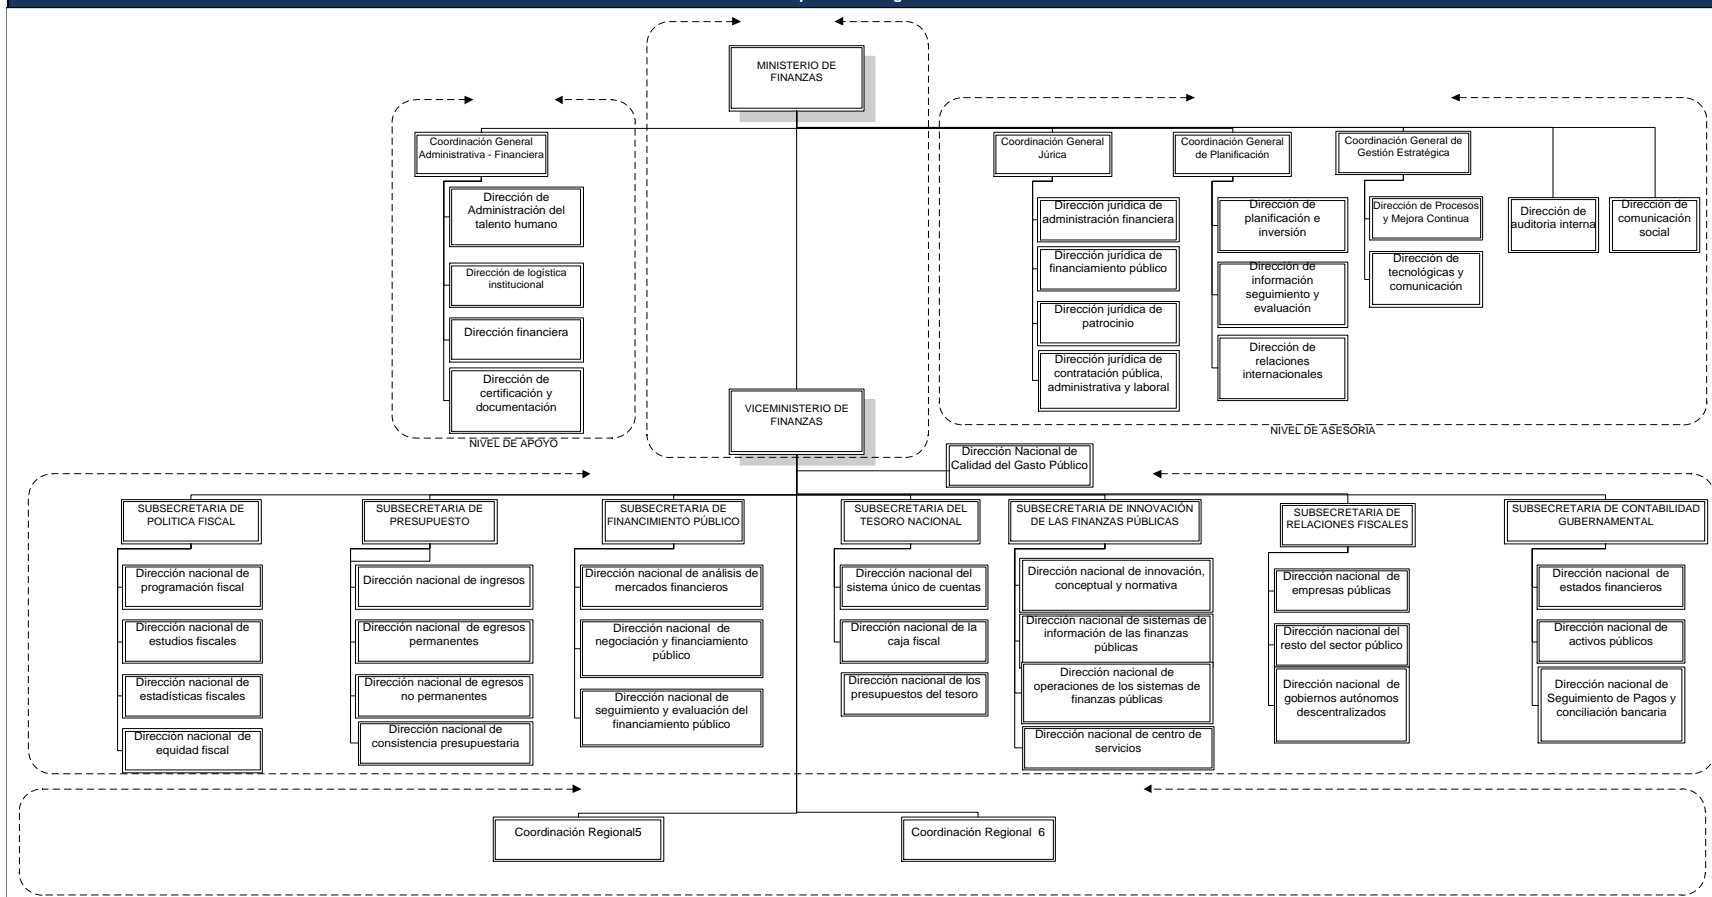 MINISTERIO DE
FINANZAS
Coordinación General
Administrativa - Financiera
Dirección de
Administración del
talento humano
Dirección de logística
institucional
Dirección financiera
Dirección de
certificación y
documentación
NIVEL DE APOYO
Coordinación General
Júrica
Dirección jurídica de
administración financiera
Dirección jurídica de
financiamiento público
Dirección jurídica de
patrocinio
Dirección jurídica de
contratación pública,
administrativa y laboral
Coordinación General
de Planificación
Dirección de
planificación e
inversión
Dirección de
información
seguimiento y
evaluación
Dirección de
relaciones
internacionales
Coordinación General de
Gestión Estratégica
Dirección de Procesos
y Mejora Continua
Dirección de
tecnológicas y
comunicación
Dirección de
auditoria interna
Dirección de
comunicación
social
NIVEL DE ASESORIA
VICEMINISTERIO DE
FINANZAS
Dirección Nacional de
Calidad del Gasto Público
SUBSECRETARIA DE
POLITICA FISCAL
Dirección nacional de
programación fiscal
Dirección nacional de
estudios fiscales
Dirección nacional de
estadísticas fiscales
Dirección nacional de
equidad fiscal
SUBSECRETARIA DE
PRESUPUESTO
Dirección nacional de ingresos
Dirección nacional de egresos
permanentes
Dirección nacional de egresos
no permanentes
Dirección nacional de
consistencia presupuestaria
SUBSECRETARIA DE
FINANCIMIENTO PÚBLICO
Dirección nacional de análisis de
mercados financieros
Dirección nacional de
negociación y financiamiento
público
Dirección nacional de
seguimiento y evaluación del
financiamiento público
SUBSECRETARIA DEL
TESORO NACIONAL
Dirección nacional del
sistema único de cuentas
Dirección nacional de la
caja fiscal
Dirección nacional de los
presupuestos del tesoro
SUBSECRETARIA DE INNOVACIÓN
DE LAS FINANZAS PÚBLICAS
Dirección nacional de innovación,
conceptual y normativa
Dirección nacional de sistemas de
información de las finanzas
públicas
Dirección nacional de
operaciones de los sistemas de
finanzas públicas
Dirección nacional de centro de
servicios
SUBSECRETARIA DE
RELACIONES FISCALES
Dirección nacional de
empresas públicas
Dirección nacional del
resto del sector público
Dirección nacional de
gobiernos autónomos
descentralizados
SUBSECRETARIA DE CONTABILIDAD
GUBERNAMENTAL
Dirección nacional de
estados financieros
Dirección nacional de
activos públicos
Dirección nacional de
Seguimiento de Pagos y
conciliación bancaria
Coordinación Regional5
Coordinación Regional 6